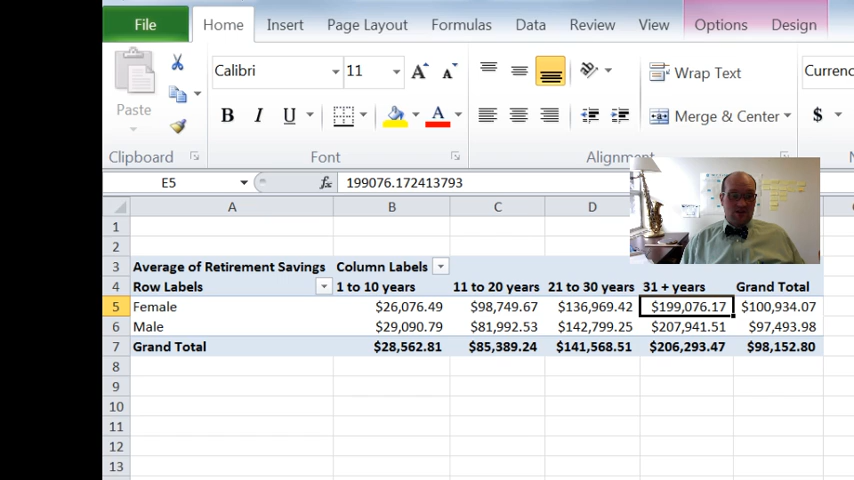 File Home Insert Page Layout Formulas Data Review View Options Design
Calibri 11 A A Wrap Text Currenc
Paste B I U A Merge & Center $
Clipboard Font Alignm
E5 fx 199076.172413793
A B C D
1
2
3 Average of Retirement Savings Column Labels
4 Row Labels 1 to 10 years 11 to 20 years 21 to 30 years 31 + years Grand Total
5 Female $26,076.49 $98,749.67 $136,969.42 $199,076.17 $100,934.07
6 Male $29,090.79 $81,992.53 $142,799.25 $207,941.51 $97,493.98
7 Grand Total $28,562.81 $85,389.24 $141,568.51 $206,293.47 $98,152.80
8
9
10
11
12
13